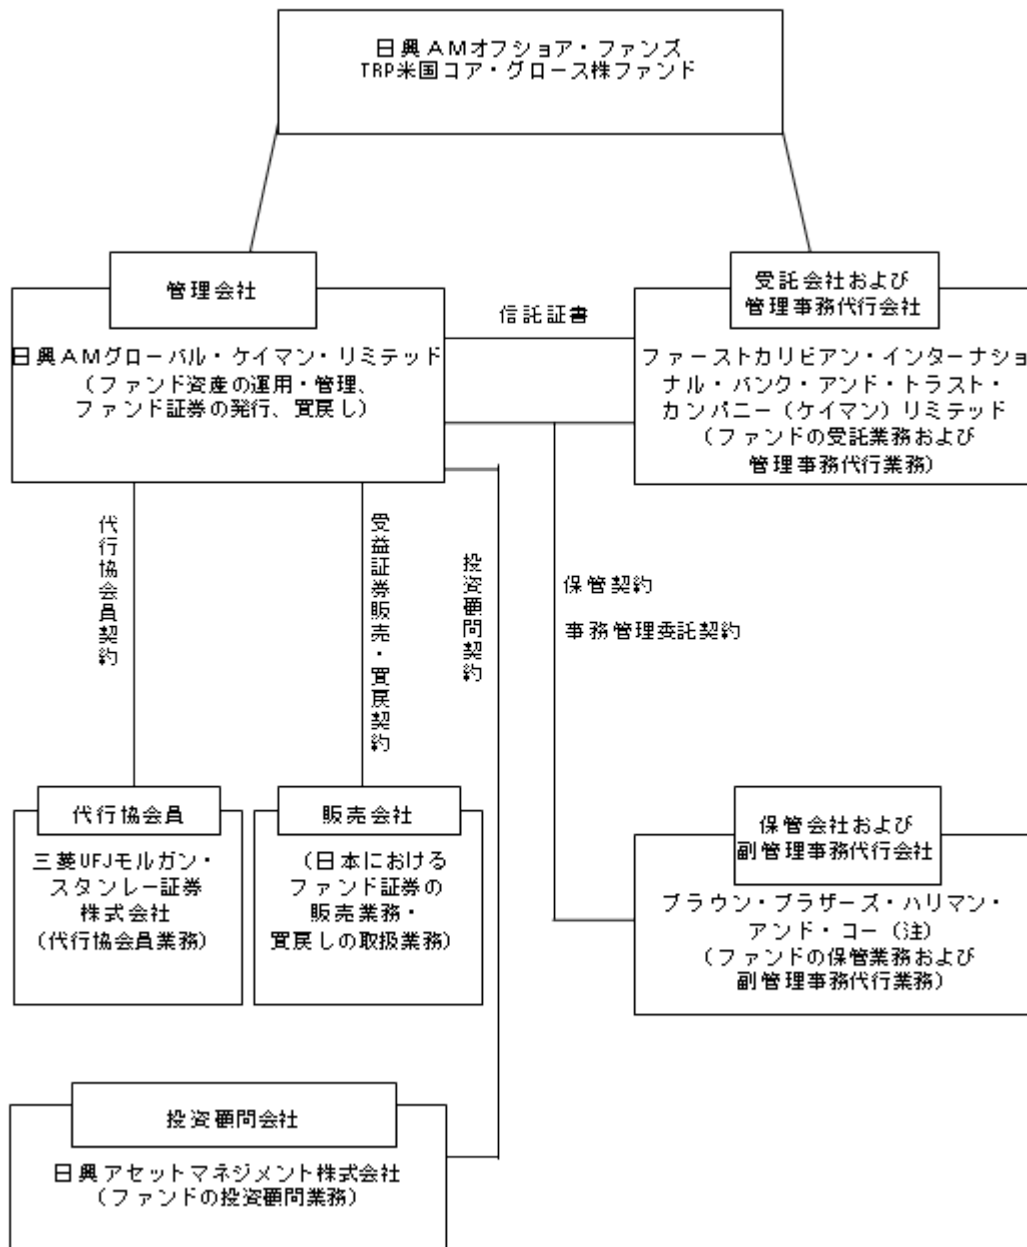 日興AMオフショア・ファンズ
TRP米国コア・グロース株ファンド
管理会社
日興AMグローバル・ケイマン・リミテッド
（ファンド資産の運用・管理、
ファンド証券の発行、買戻し）
信託証書
受託会社および
管理事務代行会社
ファーストカリビアン・インターナショ
ナル・バンク・アンド・トラスト・
カンパニー（ケイマン）リミテッド
（ファンドの受託業務および
管理事務代行業務）
代行協会員契約
受益証券販売・買戻契約
投資顧問契約
保管契約
事務管理委託契約
代行協会員
三菱UFJモルガン・
スタンレー証券
株式会社
（代行協会員業務）
販売会社
（日本における
ファンド証券の
販売業務・
買戻しの取扱業務）
保管会社および
副管理事務代行会社
ブラウン・ブラザーズ・ハリマン・
アンド・コー（注）
（ファンドの保管業務および
副管理事務代行業務）
投資顧問会社
日興アセットマネジメント株式会社
（ファンドの投資顧問業務）